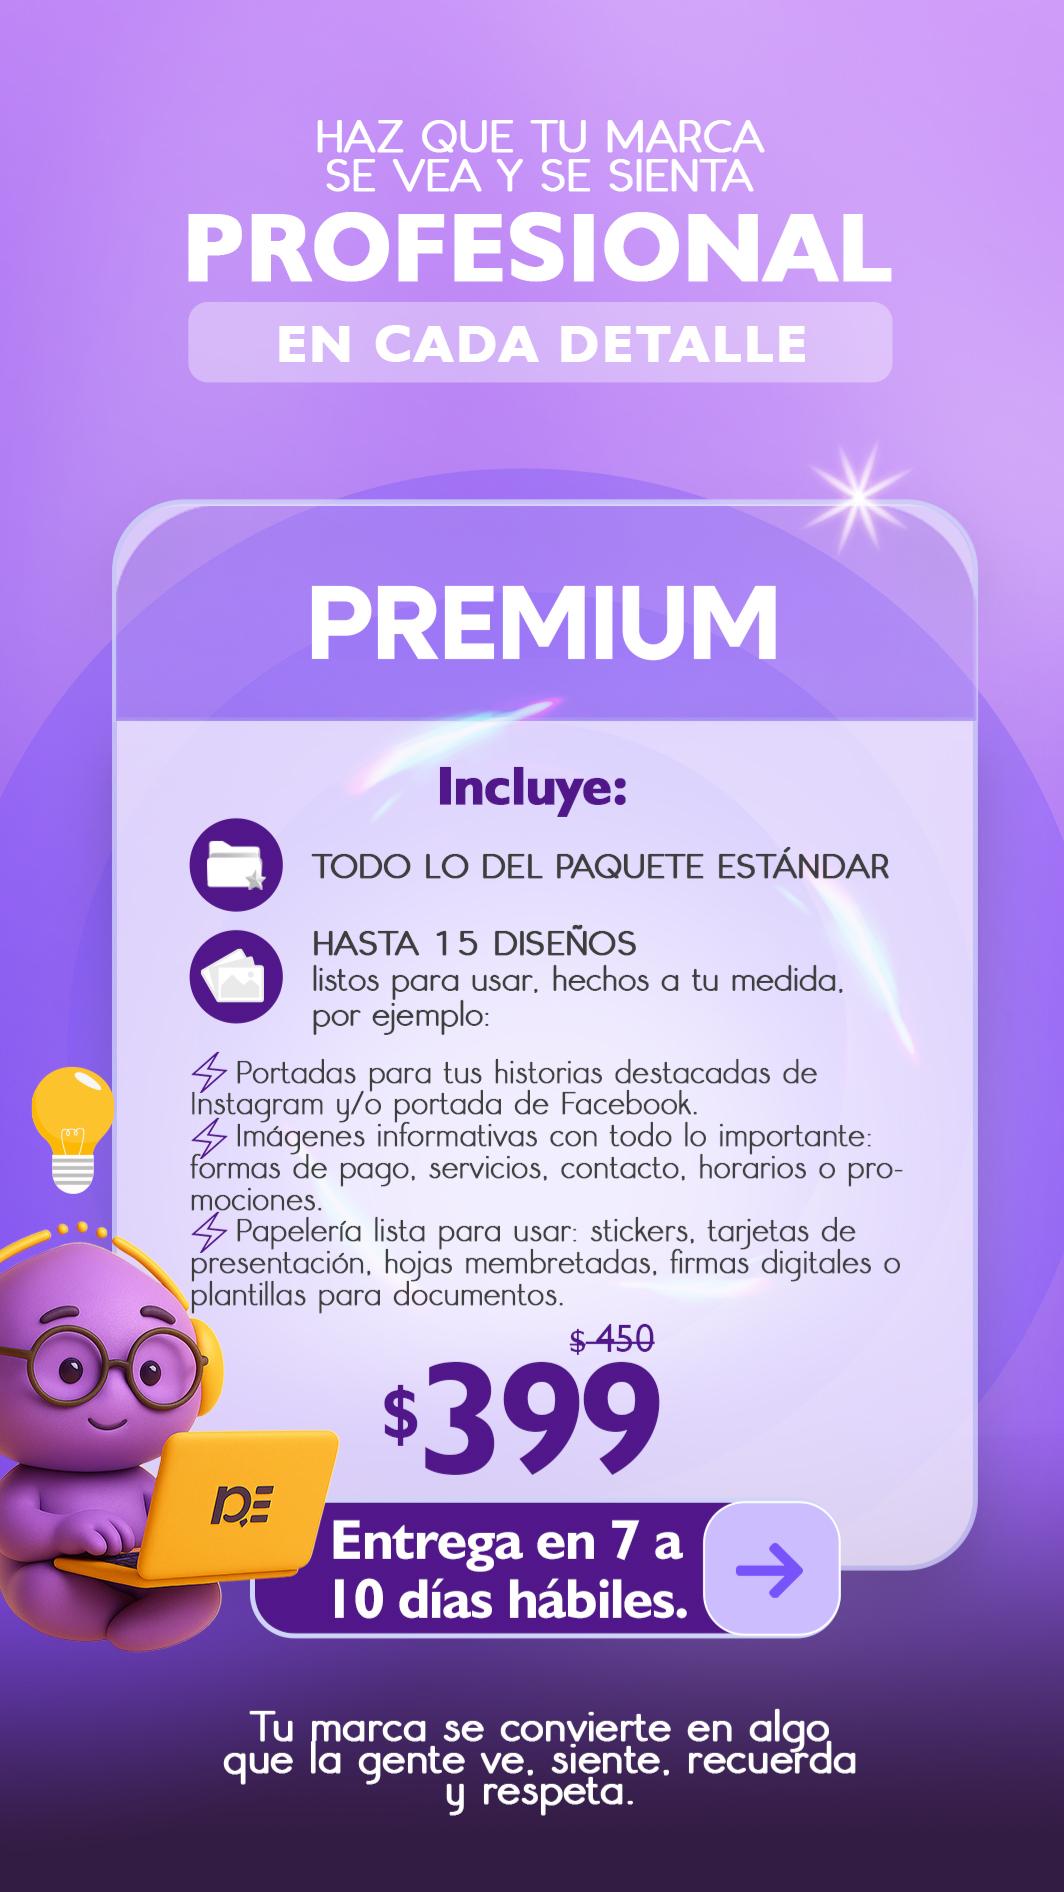 HAZ QUE TU MARCA
SE VEA Y SE SIENTA
PROFESIONAL
EN CADA DETALLE
PREMIUM
Incluye:
TODO LO DEL PAQUETE ESTÁNDAR
HASTA 15 DISEÑOS
listos para usar, hechos a tu medida,
por ejemplo:
Portadas para tus historias destacadas de
Instagram y/o portada de Facebook.
Imágenes informativas con todo lo importante:
formas de pago, servicios, contacto, horarios o pro-
mociones.
Papelería lista para usar: stickers, tarjetas de
presentación, hojas membretadas, firmas digitales o
plantillas para documentos.
$ 450
$399
Entrega en 7 a
10 días hábiles.
Tu marca se convierte en algo
que la gente ve, siente, recuerda
y respeta.